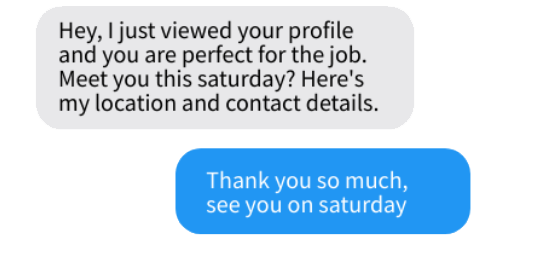 Hey, I just viewed your profile
and you are perfect for the job.
Meet you this saturday? Here's
my location and contact details.
Thank you so much,
see you on saturday